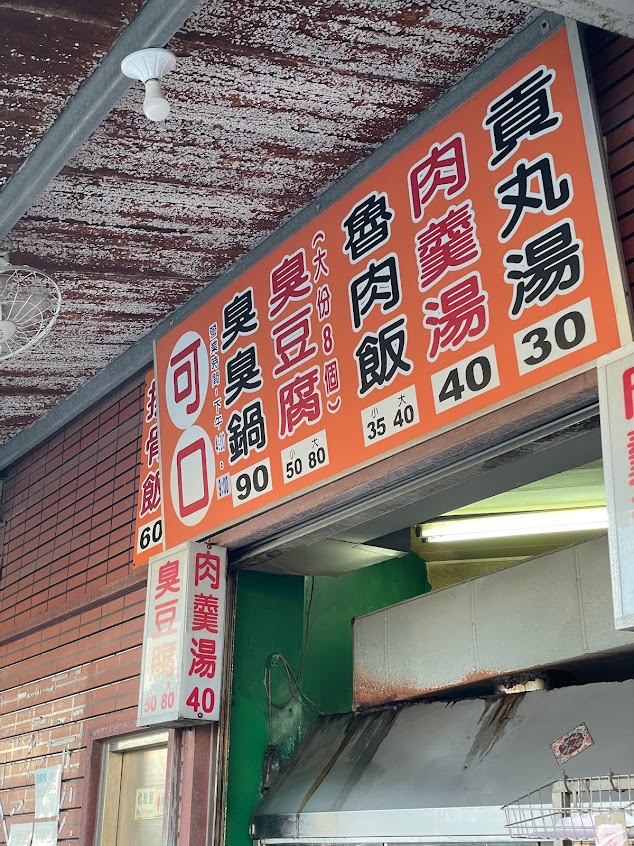 貢丸湯
30
肉羹湯
40
魯肉飯
小 大
35 40
臭豆腐
(大份8個)
小 大
50 80
臭臭鍋
90
可口
排骨飯
60
肉羹湯
40
臭豆腐
50 80